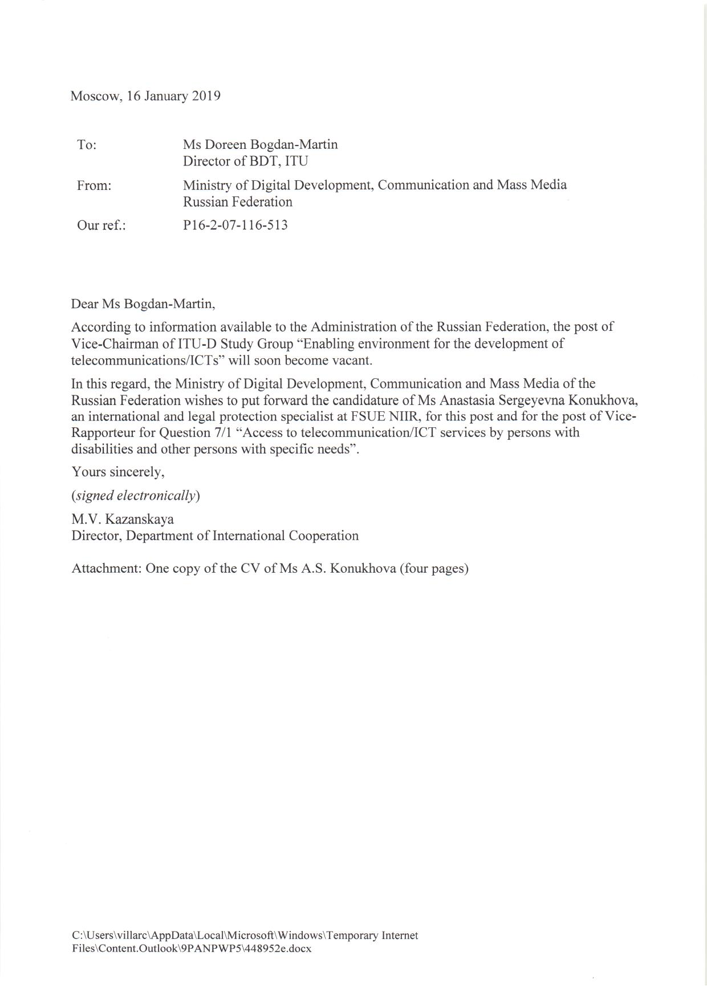 Moscow, 16 January 2019
To: Ms Doreen Bogdan-Martin
Director of BDT, ITU
From: Ministry of Digital Development, Communication and Mass Media
Russian Federation
Our ref.: P16-2-07-116-513
Dear Ms Bogdan-Martin,
According to information available to the Administration of the Russian Federation, the post of
Vice-Chairman of ITU-D Study Group “Enabling environment for the development of
telecommunications/ICTs” will soon become vacant.
In this regard, the Ministry of Digital Development, Communication and Mass Media of the
Russian Federation wishes to put forward the candidature of Ms Anastasia Sergeyevna Konukhova,
an international and legal protection specialist at FSUE NIIR, for this post and for the post of Vice-
Rapporteur for Question 7/1 “Access to telecommunication/ICT services by persons with
disabilities and other persons with specific needs”.
Yours sincerely,
(signed electronically)
M.V. Kazanskaya
Director, Department of International Cooperation
Attachment: One copy of the CV of Ms A.S. Konukhova (four pages)
C:\Users\villarc\AppData\Local\Microsoft\Windows\Temporary Internet
Files\Content.Outlook\9PANPWP5\448952e.docx